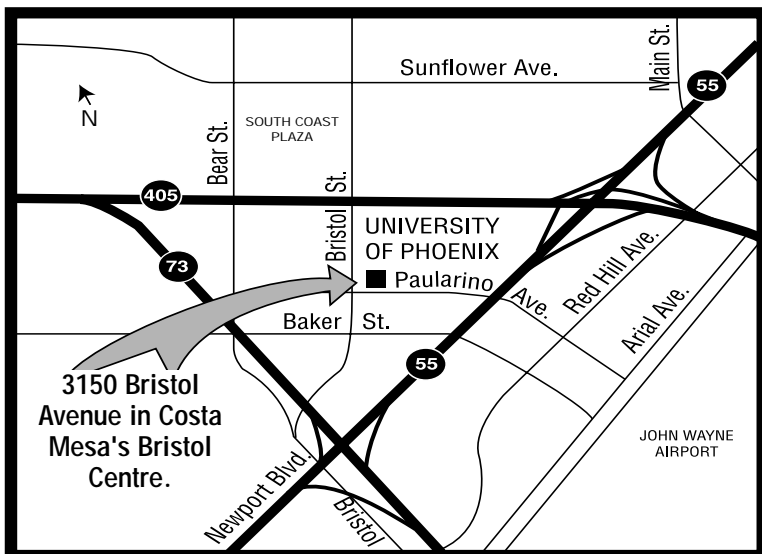 Sunflower Ave.
Main St.
55
N
SOUTH COAST
PLAZA
Bear St.
Bristol St.
405
UNIVERSITY
OF PHOENIX
73
Paularino Ave.
Red Hill Ave.
Arial Ave.
Baker St.
55
3150 Bristol
Avenue in Costa
Mesa's Bristol
Centre.
JOHN WAYNE
AIRPORT
Newport Blvd.
Bristol